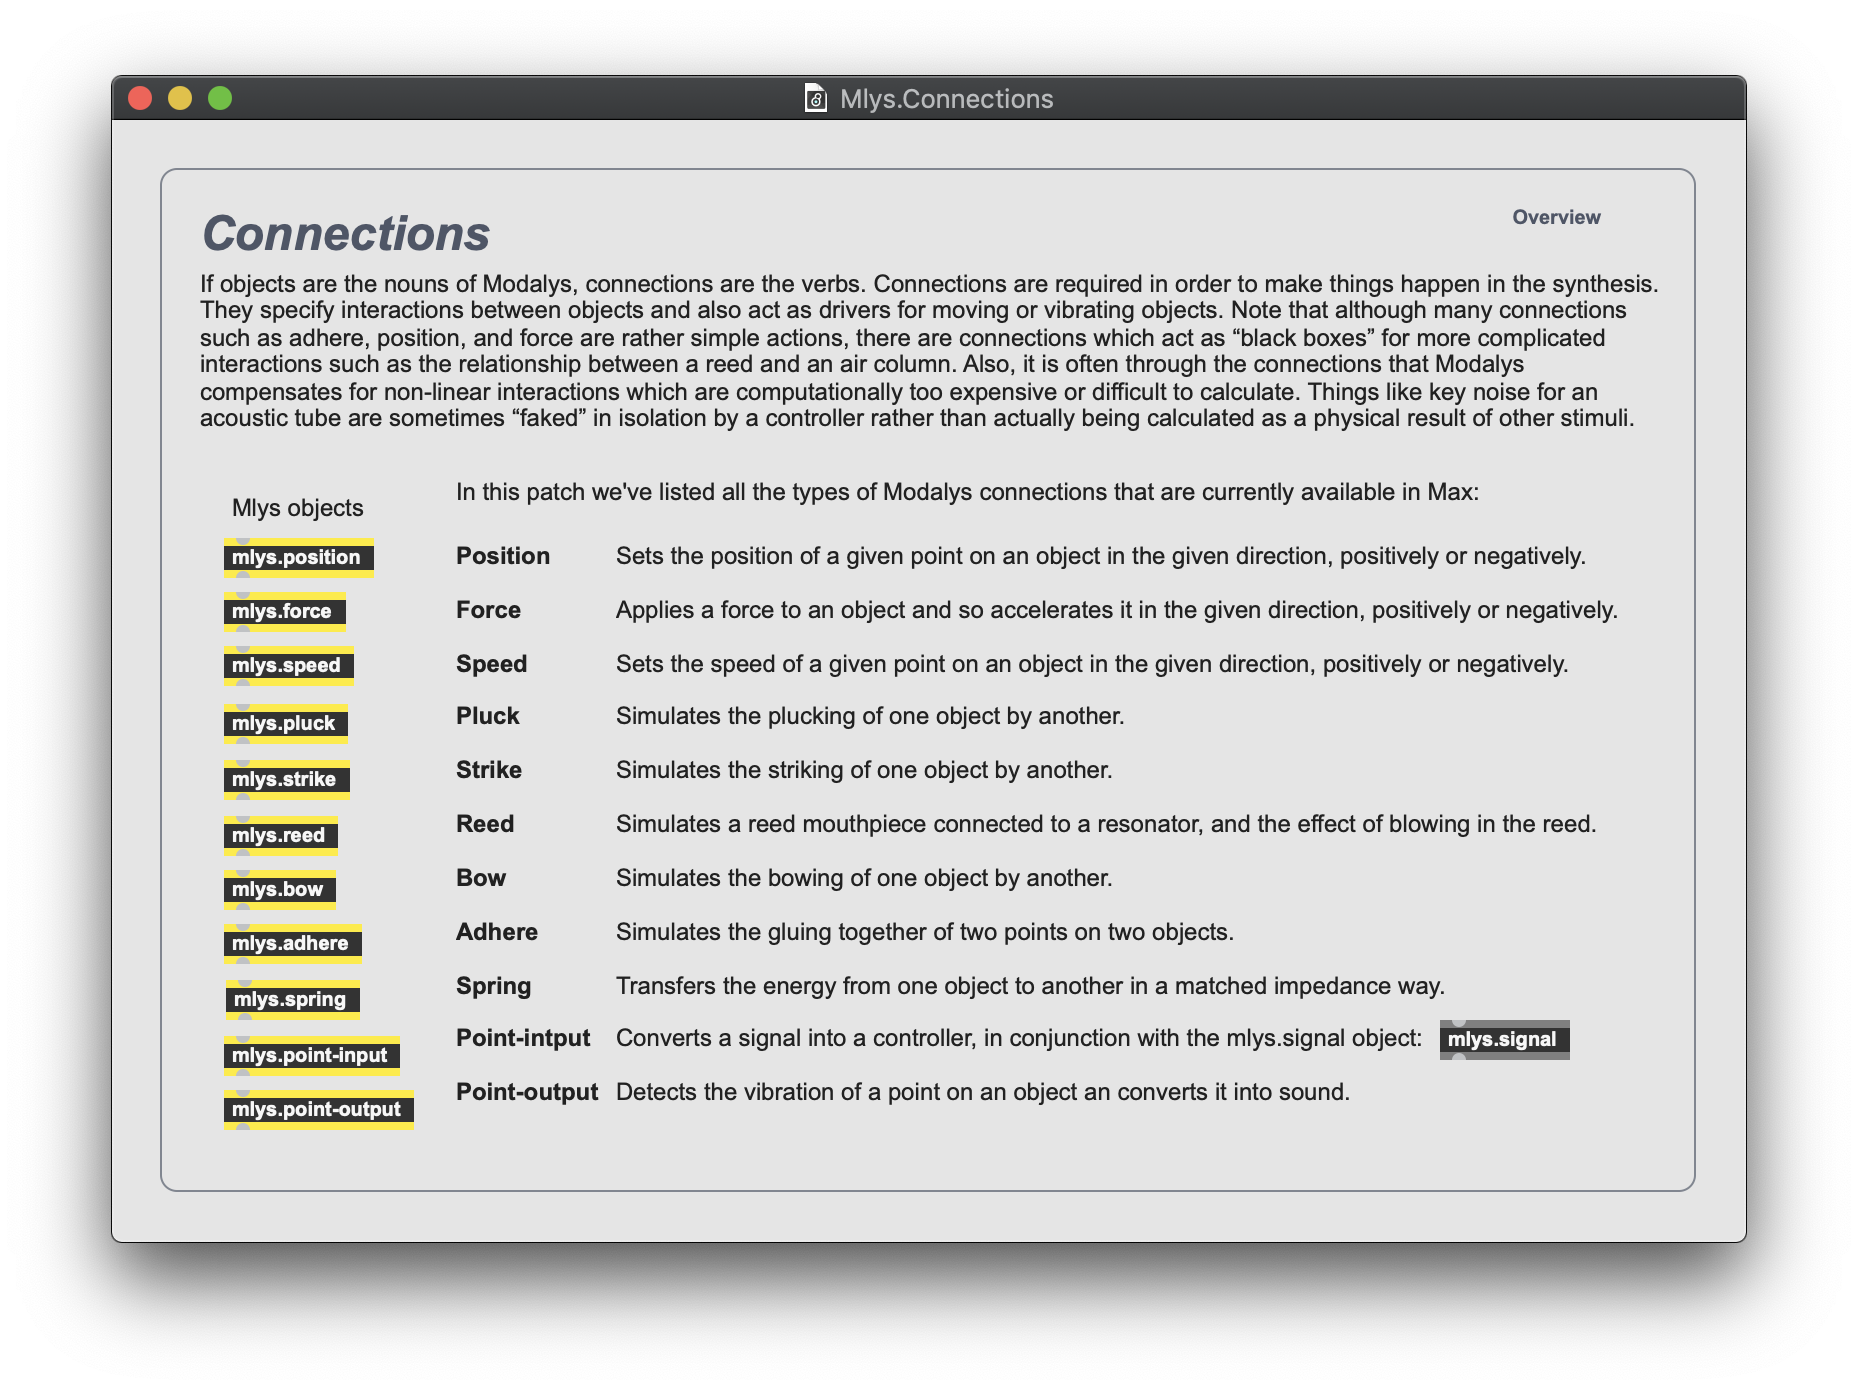 Mlys.Connections
Connections
Overview
If objects are the nouns of Modalys, connections are the verbs. Connections are required in order to make things happen in the synthesis.
They specify interactions between objects and also act as drivers for moving or vibrating objects. Note that although many connections
such as adhere, position, and force are rather simple actions, there are connections which act as “black boxes” for more complicated
interactions such as the relationship between a reed and an air column. Also, it is often through the connections that Modalys
compensates for non-linear interactions which are computationally too expensive or difficult to calculate. Things like key noise for an
acoustic tube are sometimes “faked” in isolation by a controller rather than actually being calculated as a physical result of other stimuli.
In this patch we've listed all the types of Modalys connections that are currently available in Max:
Mlys objects
mlys.position Position Sets the position of a given point on an object in the given direction, positively or negatively.
mlys.force Force Applies a force to an object and so accelerates it in the given direction, positively or negatively.
mlys.speed Speed Sets the speed of a given point on an object in the given direction, positively or negatively.
mlys.pluck Pluck Simulates the plucking of one object by another.
mlys.strike Strike Simulates the striking of one object by another.
mlys.reed Reed Simulates a reed mouthpiece connected to a resonator, and the effect of blowing in the reed.
mlys.bow Bow Simulates the bowing of one object by another.
mlys.adhere Adhere Simulates the gluing together of two points on two objects.
mlys.spring Spring Transfers the energy from one object to another in a matched impedance way.
mlys.point-input Point-intput Converts a signal into a controller, in conjunction with the mlys.signal object: mlys.signal
mlys.point-output Point-output Detects the vibration of a point on an object an converts it into sound.